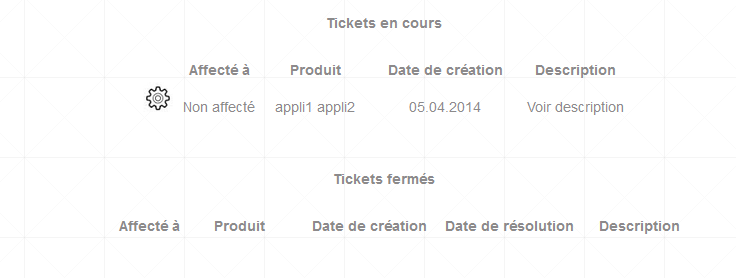 Tickets en cours
Affecté à Produit Date de création Description
Non affecté appli1 appli2 05.04.2014 Voir description
Tickets fermés
Affecté à Produit Date de création Date de résolution Description